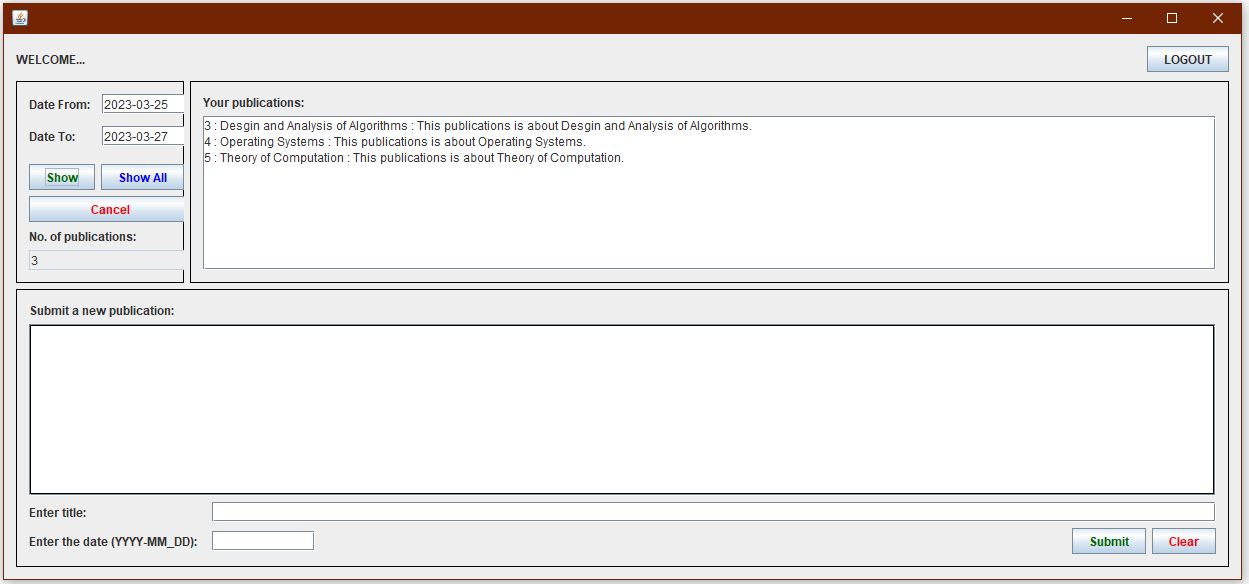 WELCOME...
LOGOUT
Date From: 2023-03-25
Date To: 2023-03-27
Show Show All
Cancel
No. of publications:
3
Your publications:
3 : Desgin and Analysis of Algorithms : This publications is about Desgin and Analysis of Algorithms.
4 : Operating Systems : This publications is about Operating Systems.
5 : Theory of Computation : This publications is about Theory of Computation.
Submit a new publication:
Enter title:
Enter the date (YYYY-MM_DD):
Submit Clear